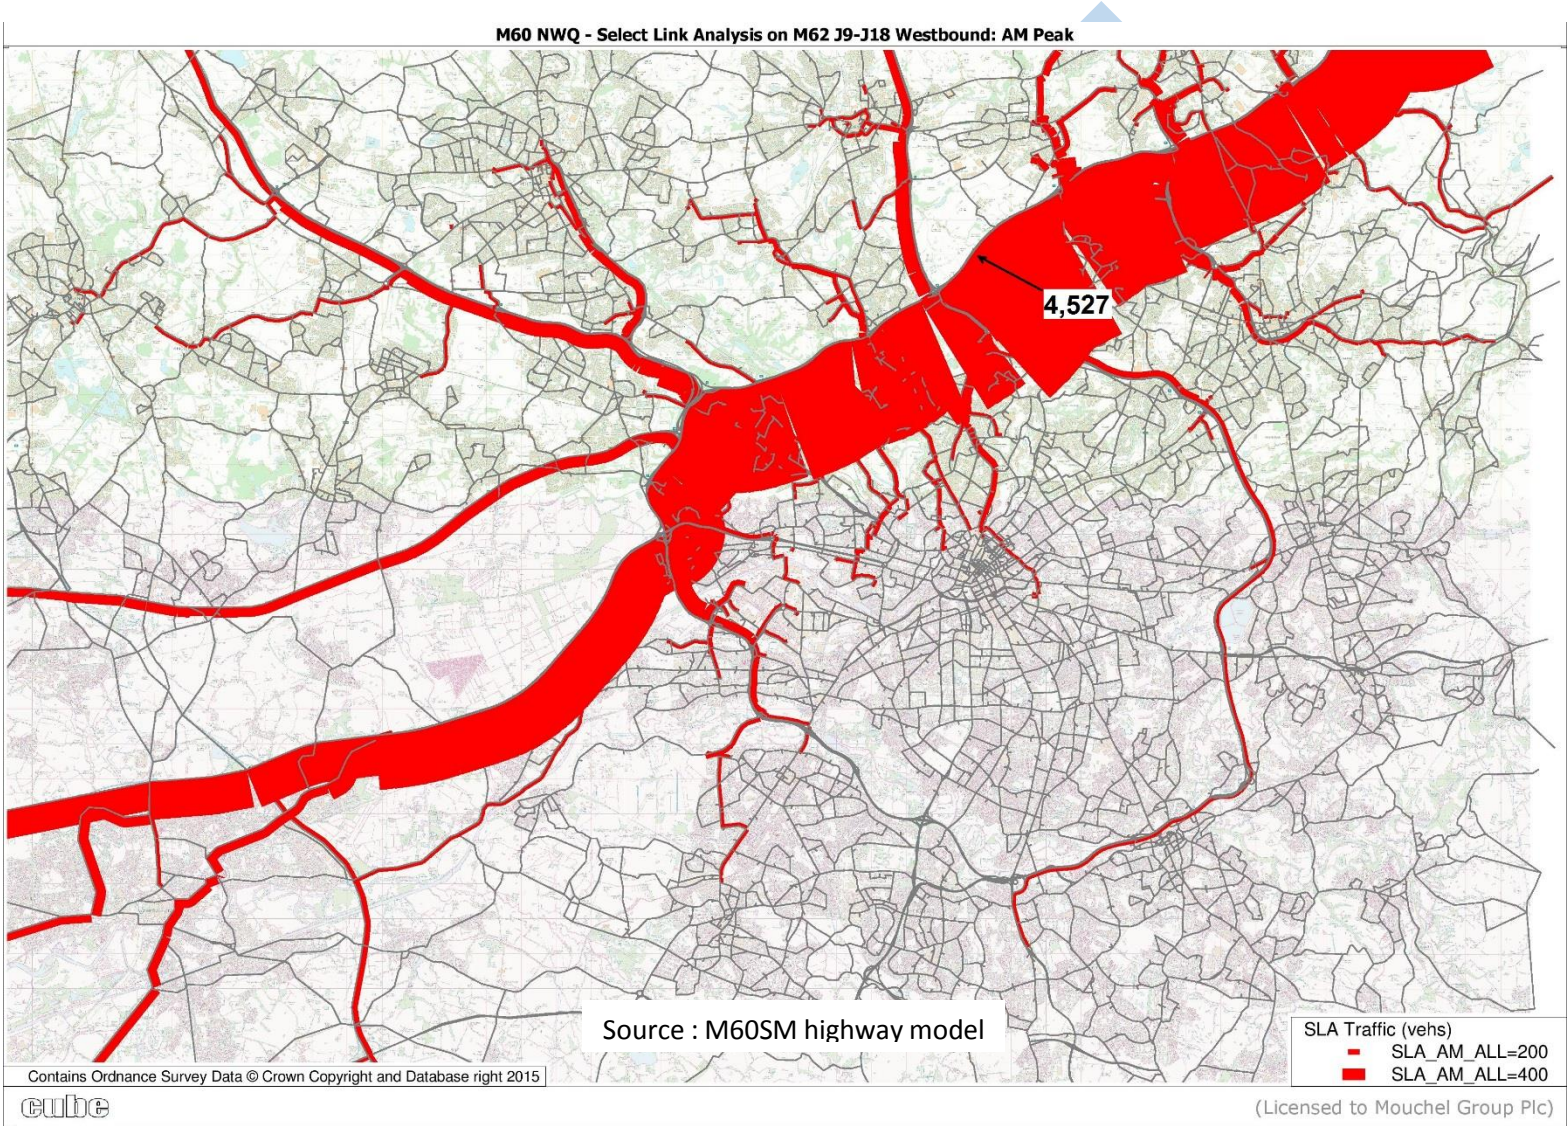 M60 NWQ - Select Link Analysis on M62 J9-J18 Westbound: AM Peak
4,527
Source : M60SM highway model
SLA Traffic (vehs)
SLA_AM_ALL=200
SLA_AM_ALL=400
Contains Ordnance Survey Data © Crown Copyright and Database right 2015
cube
(Licensed to Mouchel Group Plc)